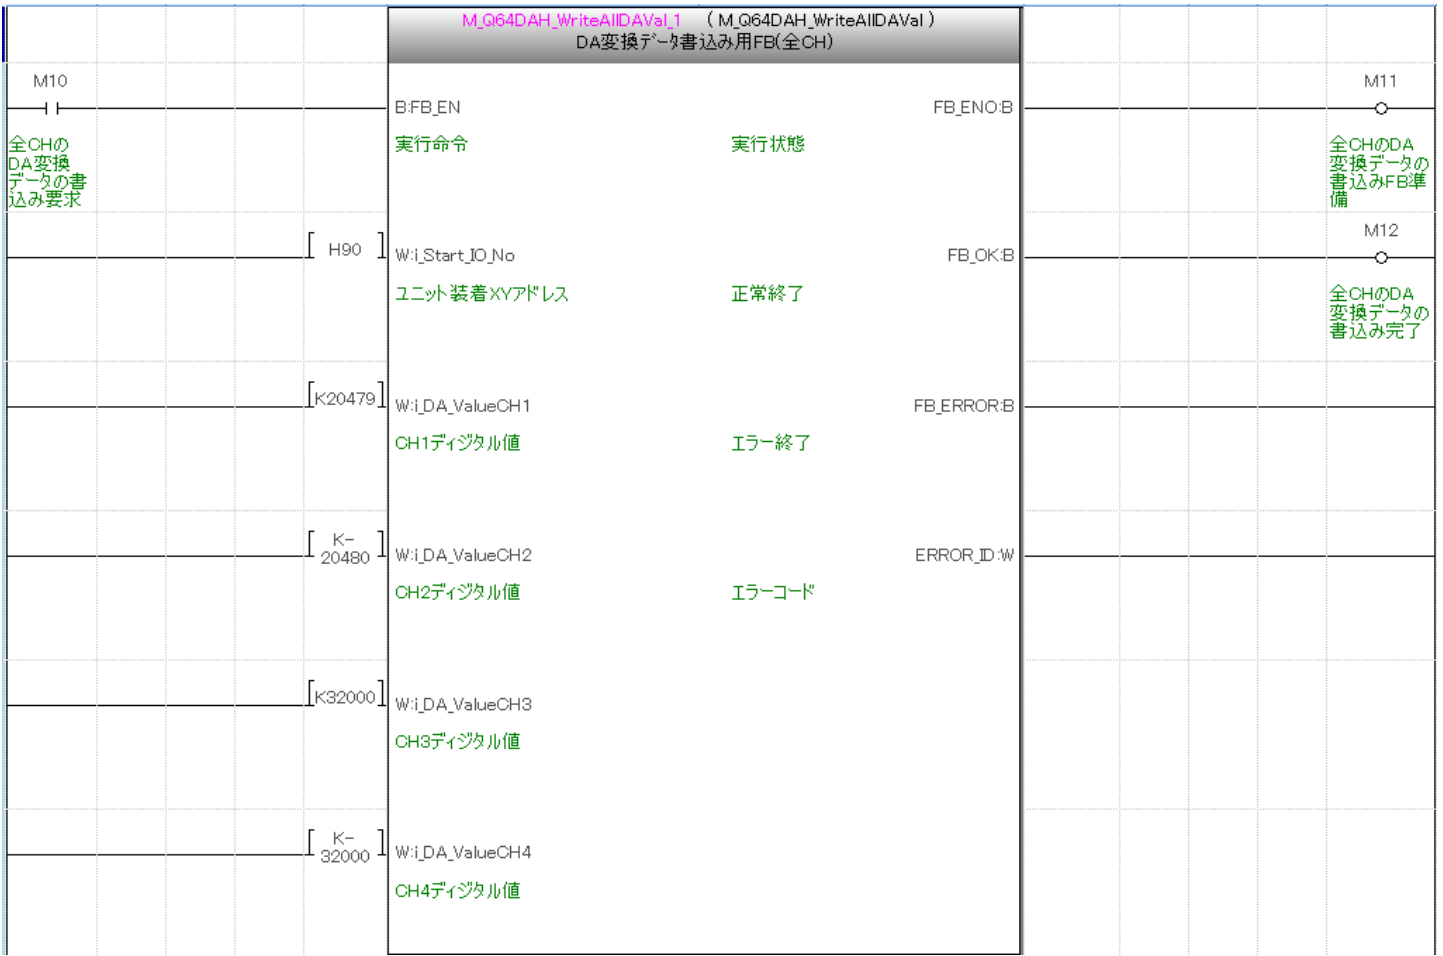 M_Q64DAH_WriteAllDAVal_1 (M_Q64DAH_WriteAllDAVal)
DA変換データ書込み用FB(全CH)
M10
M11
B:FB_EN
FB_ENO:B
全CHの
DA変換
データの書
込み要求
実行命令
実行状態
全CHのDA
変換データの
書込みFB準
備
M12
H90
W:i_Start_IO_No
FB_OK:B
ユニット装着XYアドレス
正常終了
全CHのDA
変換データの
書込み完了
K20479
W:i_DA_ValueCH1
FB_ERROR:B
CH1ディジタル値
エラー終了
K-
20480
W:i_DA_ValueCH2
ERROR_ID:W
CH2ディジタル値
エラーコード
K32000
W:i_DA_ValueCH3
CH3ディジタル値
K-
32000
W:i_DA_ValueCH4
CH4ディジタル値